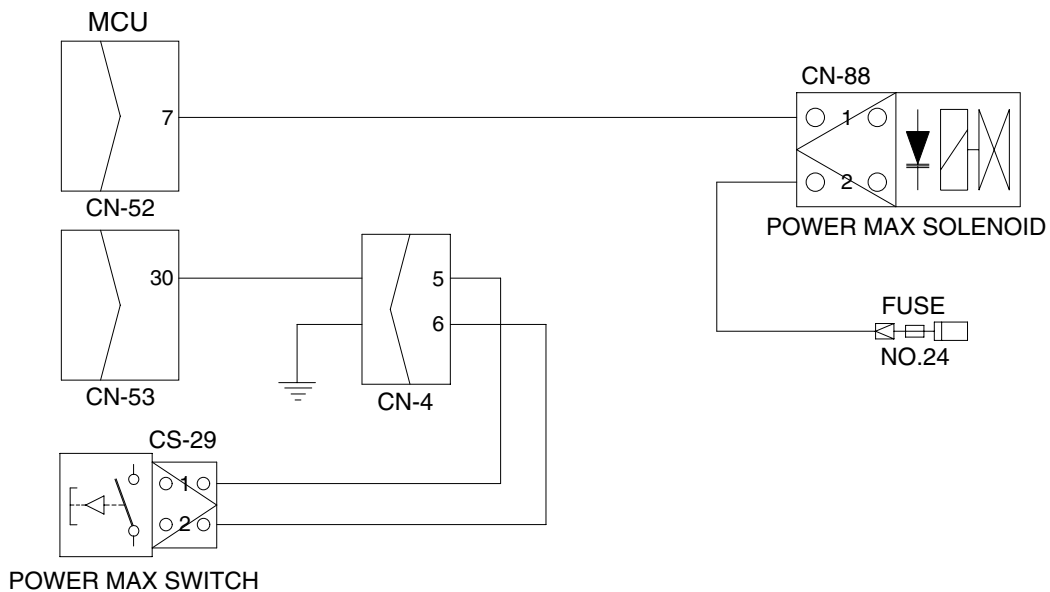 MCU
7
CN-52
CN-88
1
2
POWER MAX SOLENOID
30
CN-53
5
6
CN-4
FUSE
NO.24
CS-29
1
2
POWER MAX SWITCH